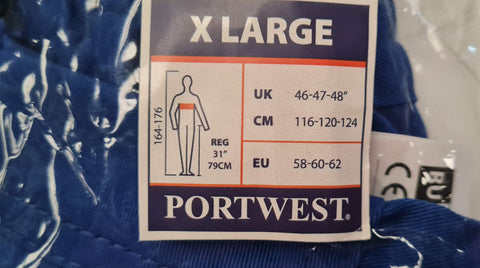 X LARGE
164-176
REG
31"
79CM
UK 46-47-48"
CM 116-120-124
EU 58-60-62
PORTWEST®
CE